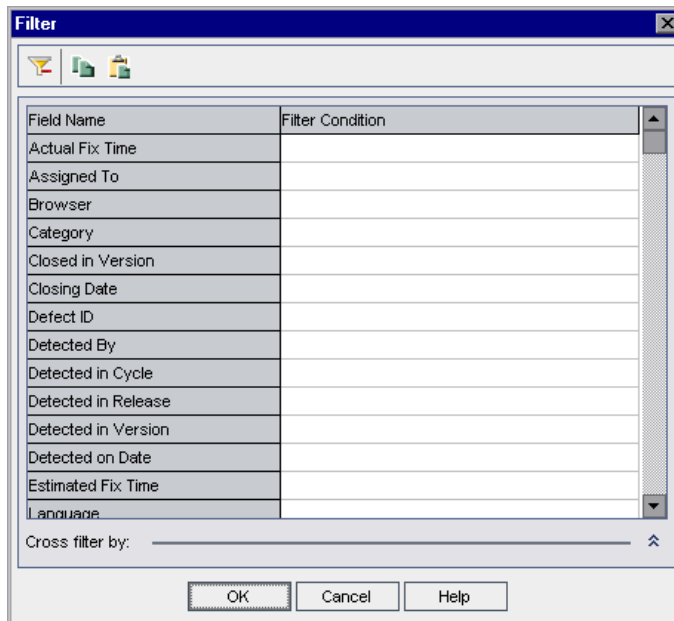 Filter
Field Name Filter Condition
Actual Fix Time
Assigned To
Browser
Category
Closed in Version
Closing Date
Defect ID
Detected By
Detected in Cycle
Detected in Release
Detected in Version
Detected on Date
Estimated Fix Time
Language
Cross filter by:
OK Cancel Help